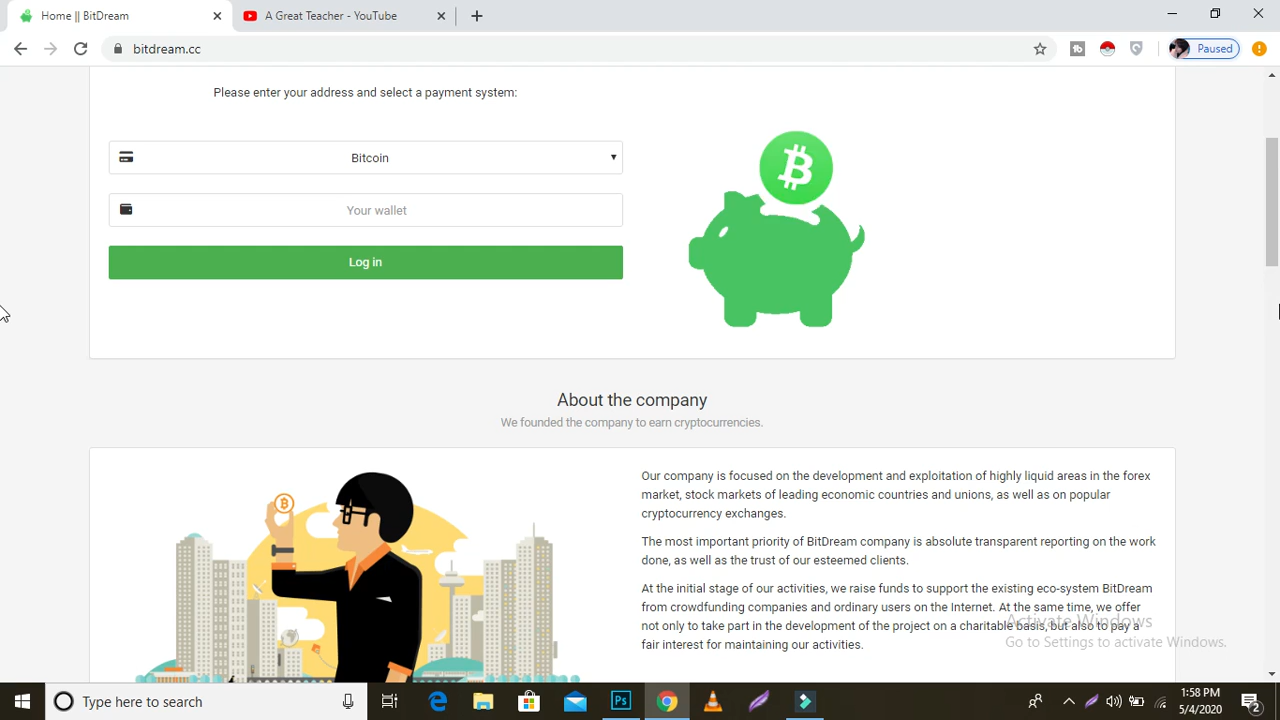 Home || BitDream
A Great Teacher - YouTube
bitdream.cc
Paused
Please enter your address and select a payment system:
Bitcoin
Your wallet
Log in
About the company
We founded the company to earn cryptocurrencies.
Our company is focused on the development and exploitation of highly liquid areas in the forex
market, stock markets of leading economic countries and unions, as well as on popular
cryptocurrency exchanges.
The most important priority of BitDream company is absolute transparent reporting on the work
done, as well as the trust of our esteemed clients.
At the initial stage of our activities, we raise funds to support the existing eco-system BitDream
from crowdfunding companies and ordinary users on the Internet. At the same time, we offer
not only to take part in the development of the project on a charitable basis, but also to pay a
fair interest for maintaining our activities.
Activate Windows
Go to Settings to activate Windows.
Type here to search
Ps
1:58 PM
5/4/2020
2